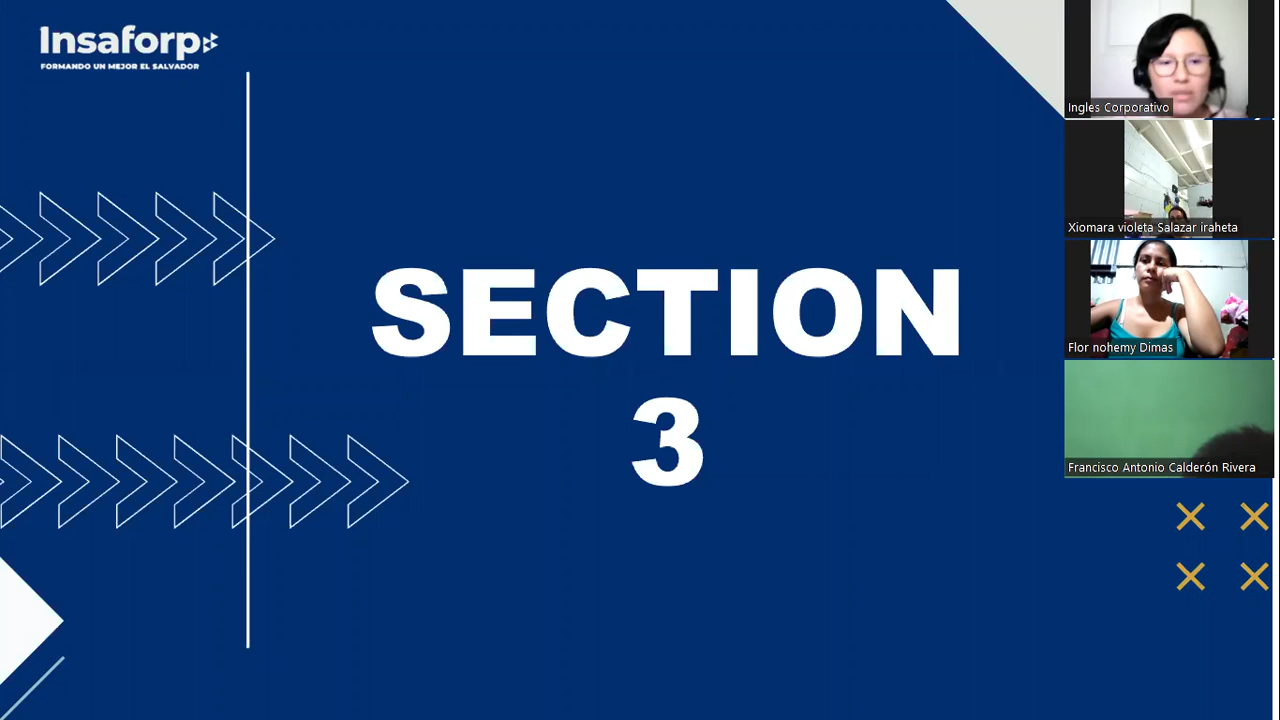 Insaforp
FORMANDO UN MEJOR EL SALVADOR
SECTION
3
Ingles Corporativo
Xiomara violeta Salazar iraheta
Flor nohemy Dimas
Francisco Antonio Calderón Rivera